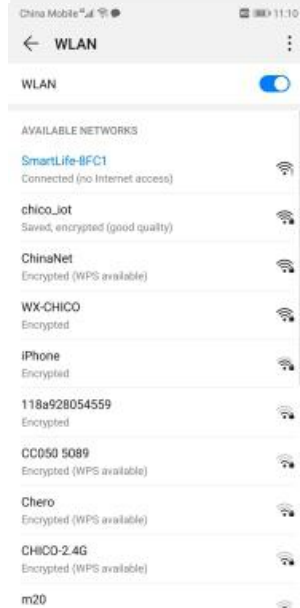 China Mobile 11:10
WLAN
WLAN
AVAILABLE NETWORKS
SmartLife-8FC1
Connected (no Internet access)
chico_iot
Saved, encrypted (good quality)
ChinaNet
Encrypted (WPS available)
WX-CHICO
Encrypted
iPhone
Encrypted
118a928054559
Encrypted
CC050 5089
Encrypted (WPS available)
Chero
Encrypted (WPS available)
CHICO-2.4G
Encrypted (WPS available)
m20